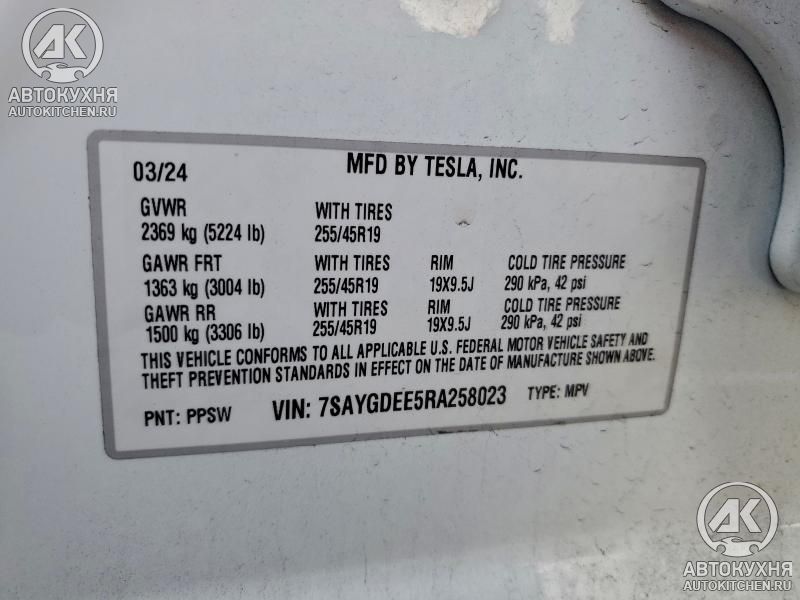 АК
АВТОКУХНЯ
AUTOKITCHEN.RU
03/24 MFD BY TESLA, INC.
GVWR WITH TIRES
2369 kg (5224 lb) 255/45R19
GAWR FRT WITH TIRES RIM COLD TIRE PRESSURE
1363 kg (3004 lb) 255/45R19 19X9.5J 290 kPa, 42 psi
GAWR RR WITH TIRES RIM COLD TIRE PRESSURE
1500 kg (3306 lb) 255/45R19 19X9.5J 290 kPa, 42 psi
THIS VEHICLE CONFORMS TO ALL APPLICABLE U.S. FEDERAL MOTOR VEHICLE SAFETY AND
THEFT PREVENTION STANDARDS IN EFFECT ON THE DATE OF MANUFACTURE SHOWN ABOVE.
PNT: PPSW VIN: 7SAYGDEE5RA258023 TYPE: MPV
АК
АВТОКУХНЯ
AUTOKITCHEN.RU